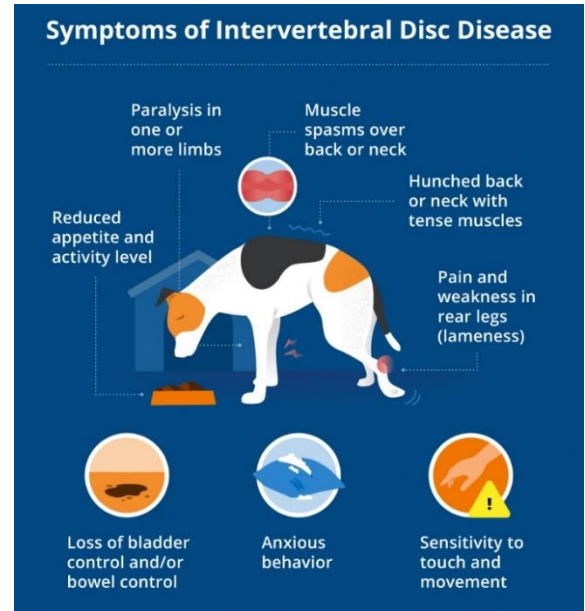 Symptoms of Intervertebral Disc Disease
Paralysis in
one or
more limbs
Muscle
spasms over
back or neck
Hunched back
or neck with
tense muscles
Reduced
appetite and
activity level
Pain and
weakness in
rear legs
(lameness)
!
Loss of bladder
control and/or
bowel control
Anxious
behavior
Sensitivity to
touch and
movement